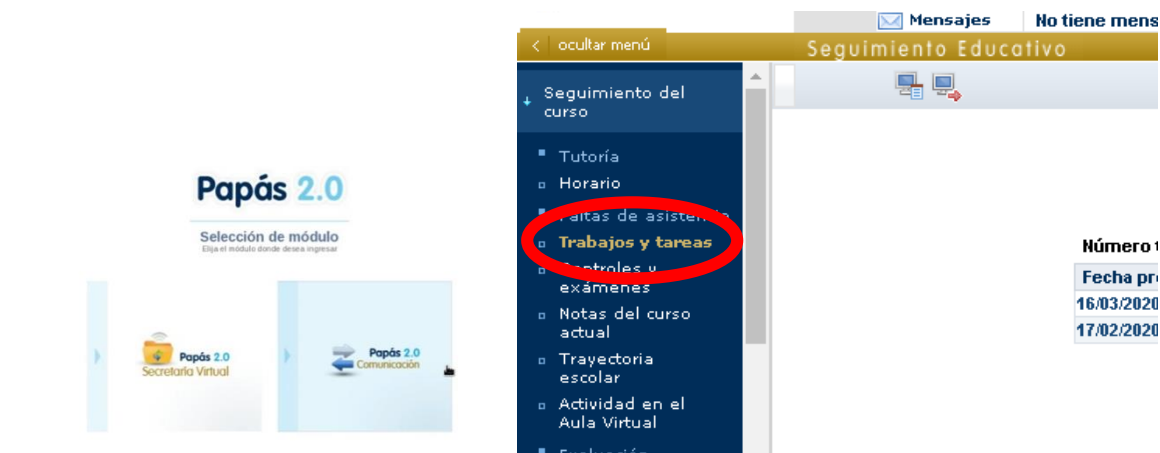 Papás 2.0
Selección de módulo
Elija el módulo donde desea ingresar
Papás 2.0
Secretaría Virtual
Papás 2.0
Comunicación
Mensajes
No tiene mens
< ocultar menú
Seguimiento Educativo
Seguimiento del
curso
Tutoría
Horario
Faltas de asistencia
Trabajos y tareas
Controles y
exámenes
Notas del curso
actual
Trayectoria
escolar
Actividad en el
Aula Virtual
Evaluación
Número t
Fecha pr
16/03/2020
17/02/2020